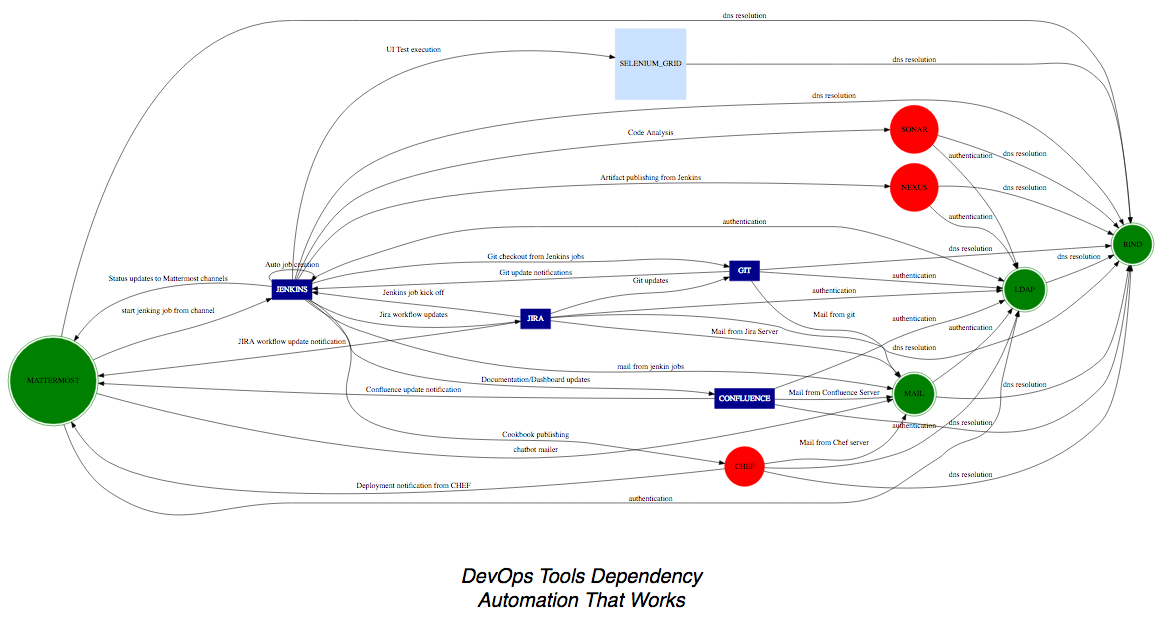 dns resolution
UI Test execution
SELENIUM_GRID
dns resolution
dns resolution
Code Analysis
SONAR
authentication
dns resolution
Artifact publishing from Jenkins
NEXUS
dns resolution
authentication
authentication
BIND
dns resolution
dns resolution
Git checkout from Jenkins jobs
Auto job creation
GIT
Git update notifications
authentication
Status updates to Mattermost channels
Git updates
JENKINS
Jenkins job kick off
authentication
LDAP
start jenking job from channel
Jira workflow updates
JIRA
Mail from git
authentication
Mail from Jira Server
authentication
JIRA workflow update notification
dns resolution
mail from jenkin jobs
MATTERMOST
Documentation/Dashboard updates
dns resolution
Confluence update notification
CONFLUENCE
Mail from Confluence Server
MAIL
authentication
dns resolution
Cookbook publishing
Mail from Chef server
chatbot mailer
CHEF
dns resolution
Deployment notification from CHEF
authentication
DevOps Tools Dependency
Automation That Works